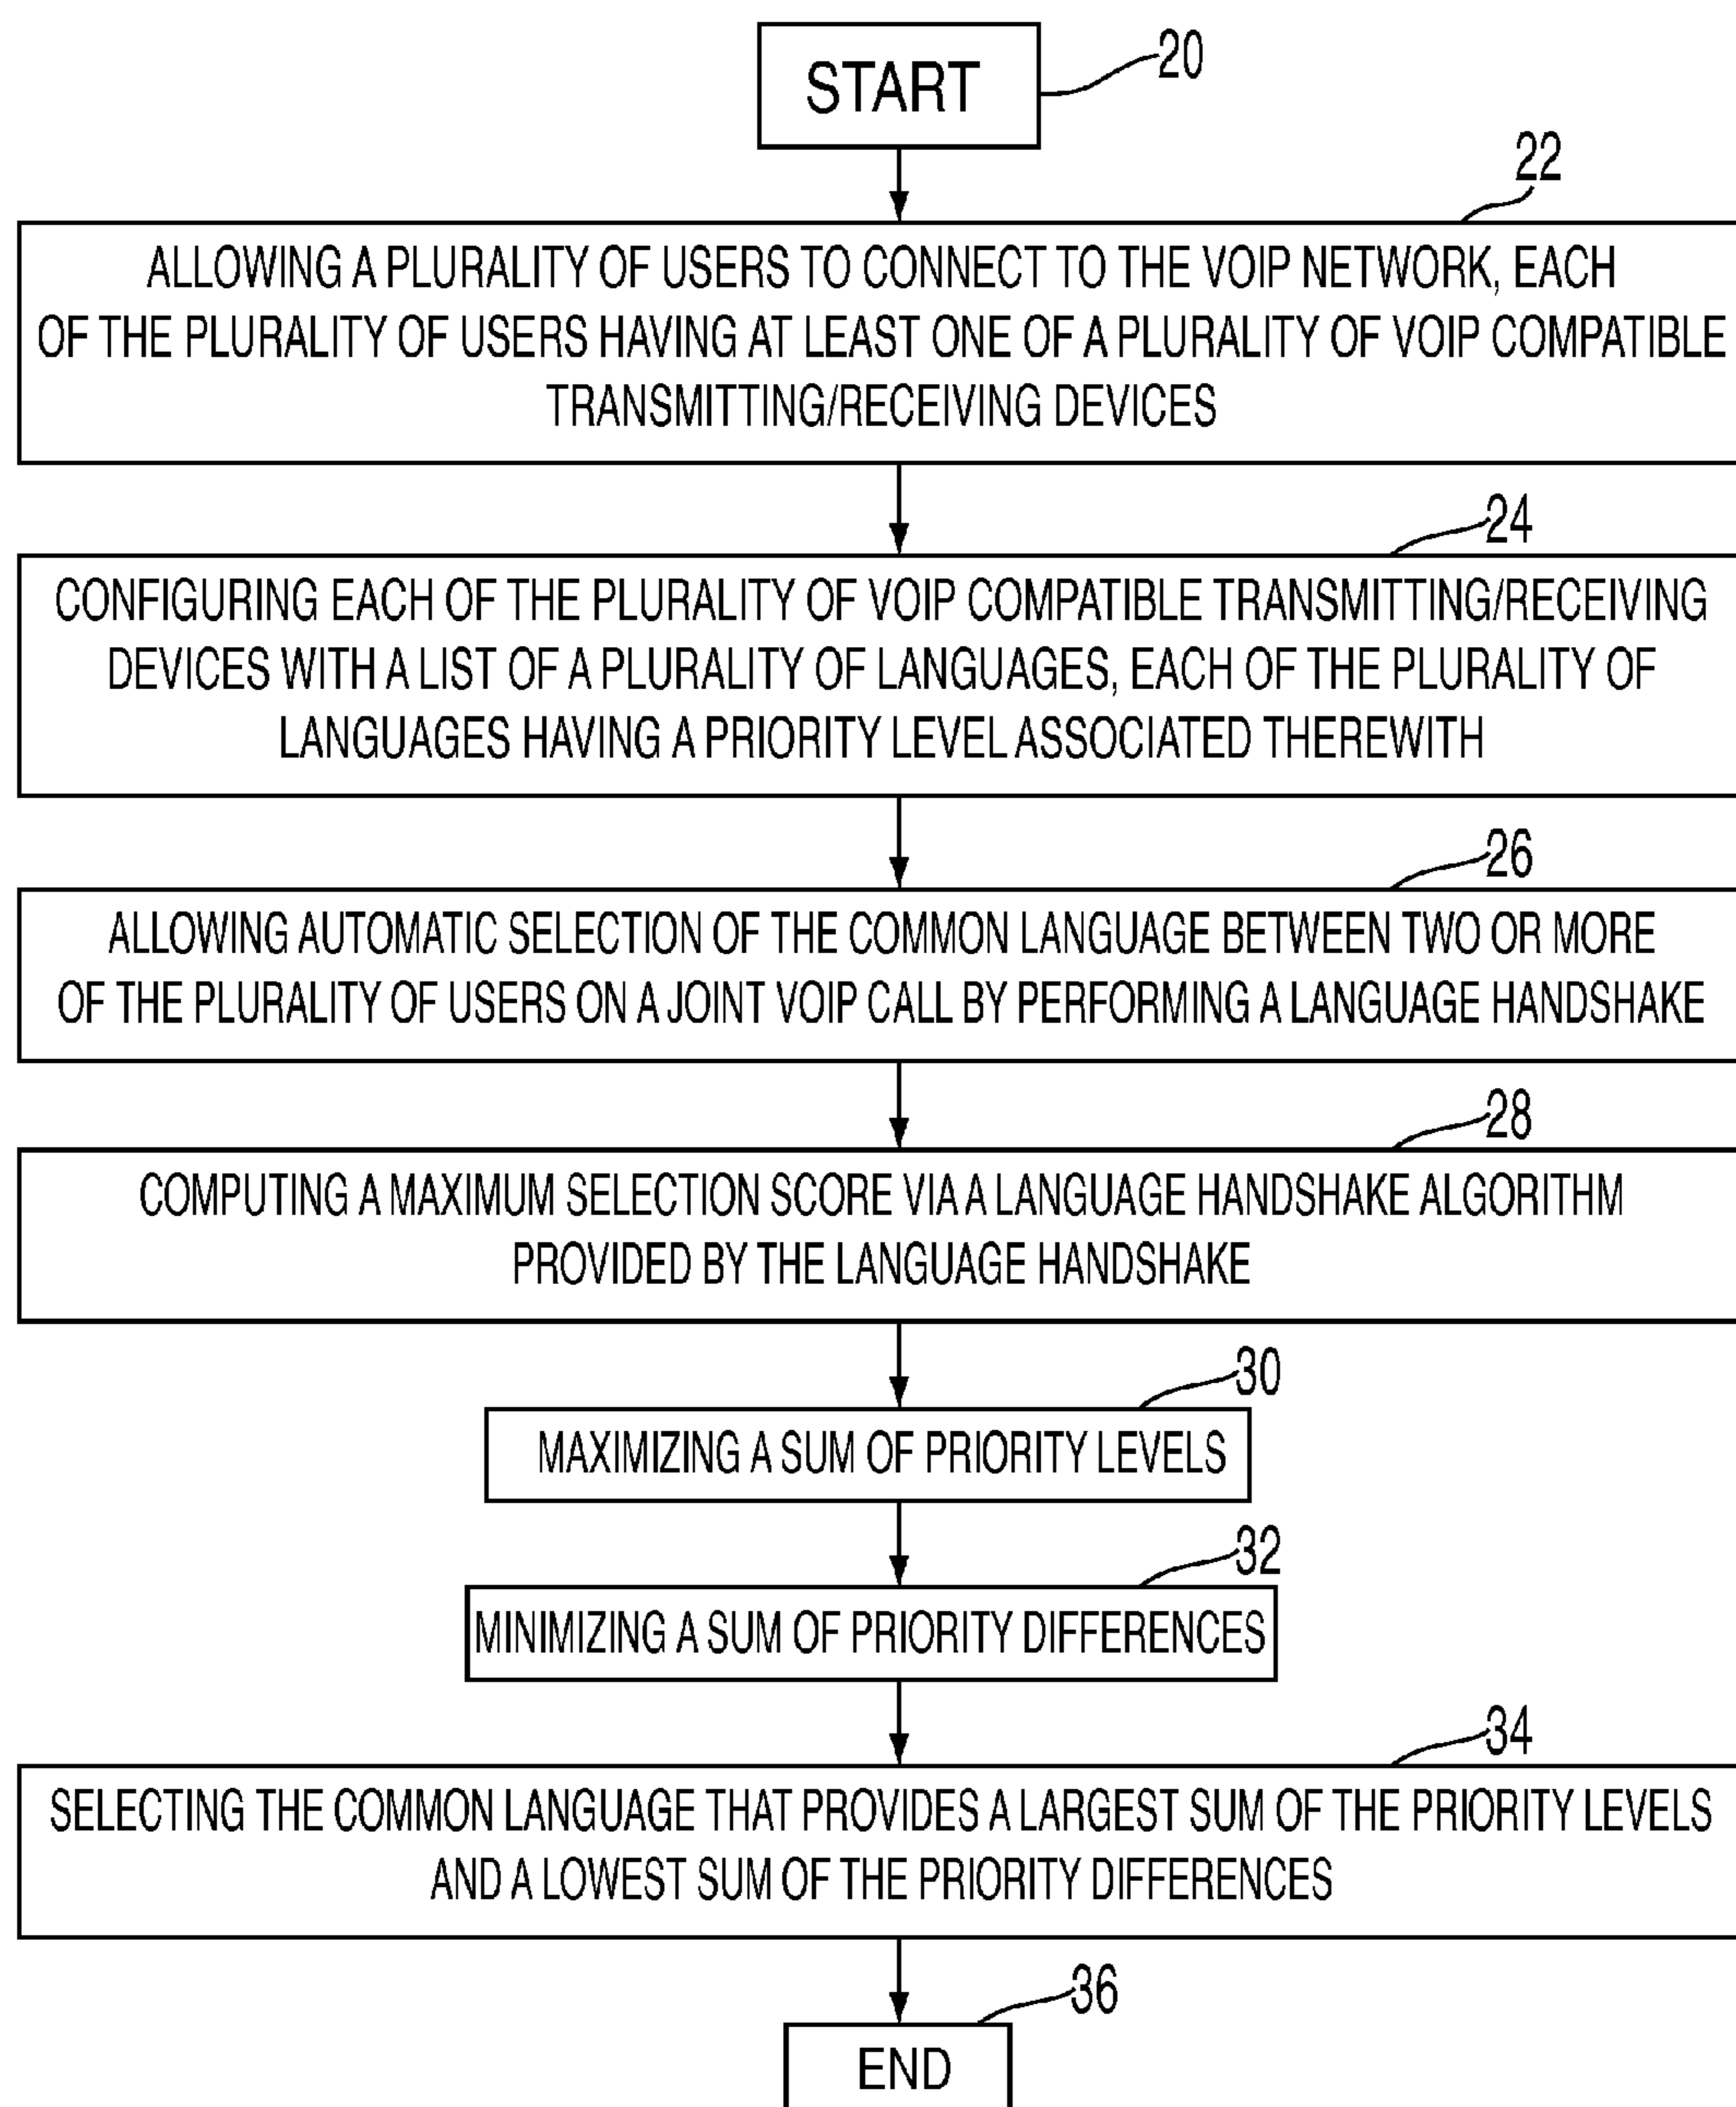 START
20
22
ALLOWING A PLURALITY OF USERS TO CONNECT TO THE VOIP NETWORK, EACH
OF THE PLURALITY OF USERS HAVING AT LEAST ONE OF A PLURALITY OF VOIP COMPATIBLE
TRANSMITTING/RECEIVING DEVICES
24
CONFIGURING EACH OF THE PLURALITY OF VOIP COMPATIBLE TRANSMITTING/RECEIVING
DEVICES WITH A LIST OF A PLURALITY OF LANGUAGES, EACH OF THE PLURALITY OF
LANGUAGES HAVING A PRIORITY LEVEL ASSOCIATED THEREWITH
26
ALLOWING AUTOMATIC SELECTION OF THE COMMON LANGUAGE BETWEEN TWO OR MORE
OF THE PLURALITY OF USERS ON A JOINT VOIP CALL BY PERFORMING A LANGUAGE HANDSHAKE
28
COMPUTING A MAXIMUM SELECTION SCORE VIA A LANGUAGE HANDSHAKE ALGORITHM
PROVIDED BY THE LANGUAGE HANDSHAKE
30
MAXIMIZING A SUM OF PRIORITY LEVELS
32
MINIMIZING A SUM OF PRIORITY DIFFERENCES
34
SELECTING THE COMMON LANGUAGE THAT PROVIDES A LARGEST SUM OF THE PRIORITY LEVELS
AND A LOWEST SUM OF THE PRIORITY DIFFERENCES
36
END